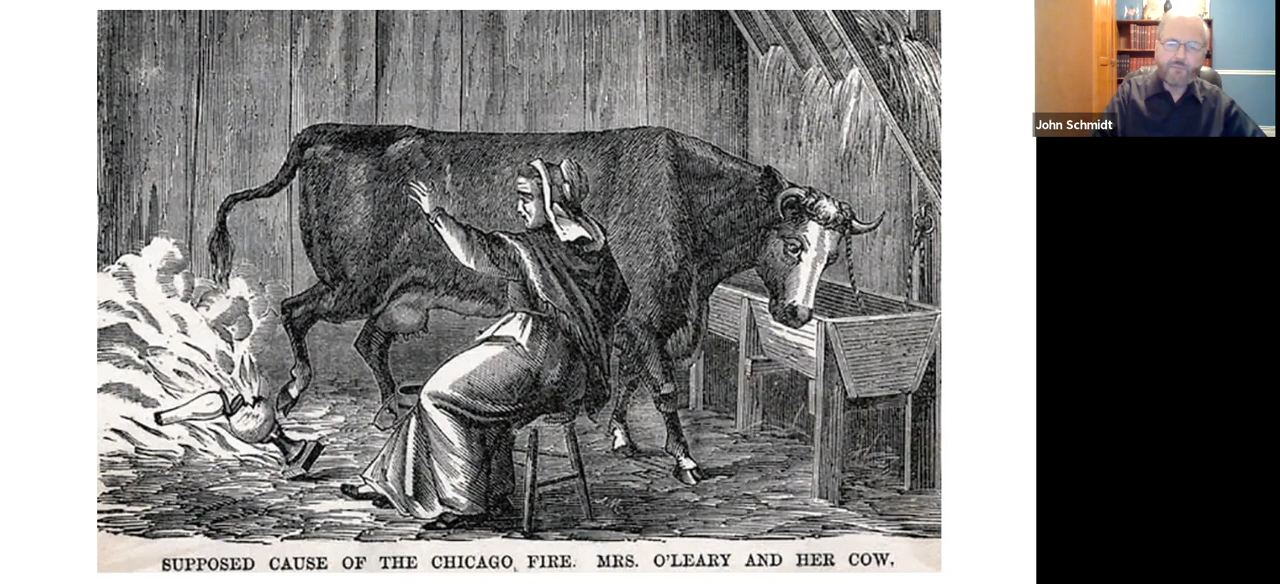 John Schmidt
SUPPOSED CAUSE OF THE CHICAGO FIRE. MRS. O'LEARY AND HER COW.